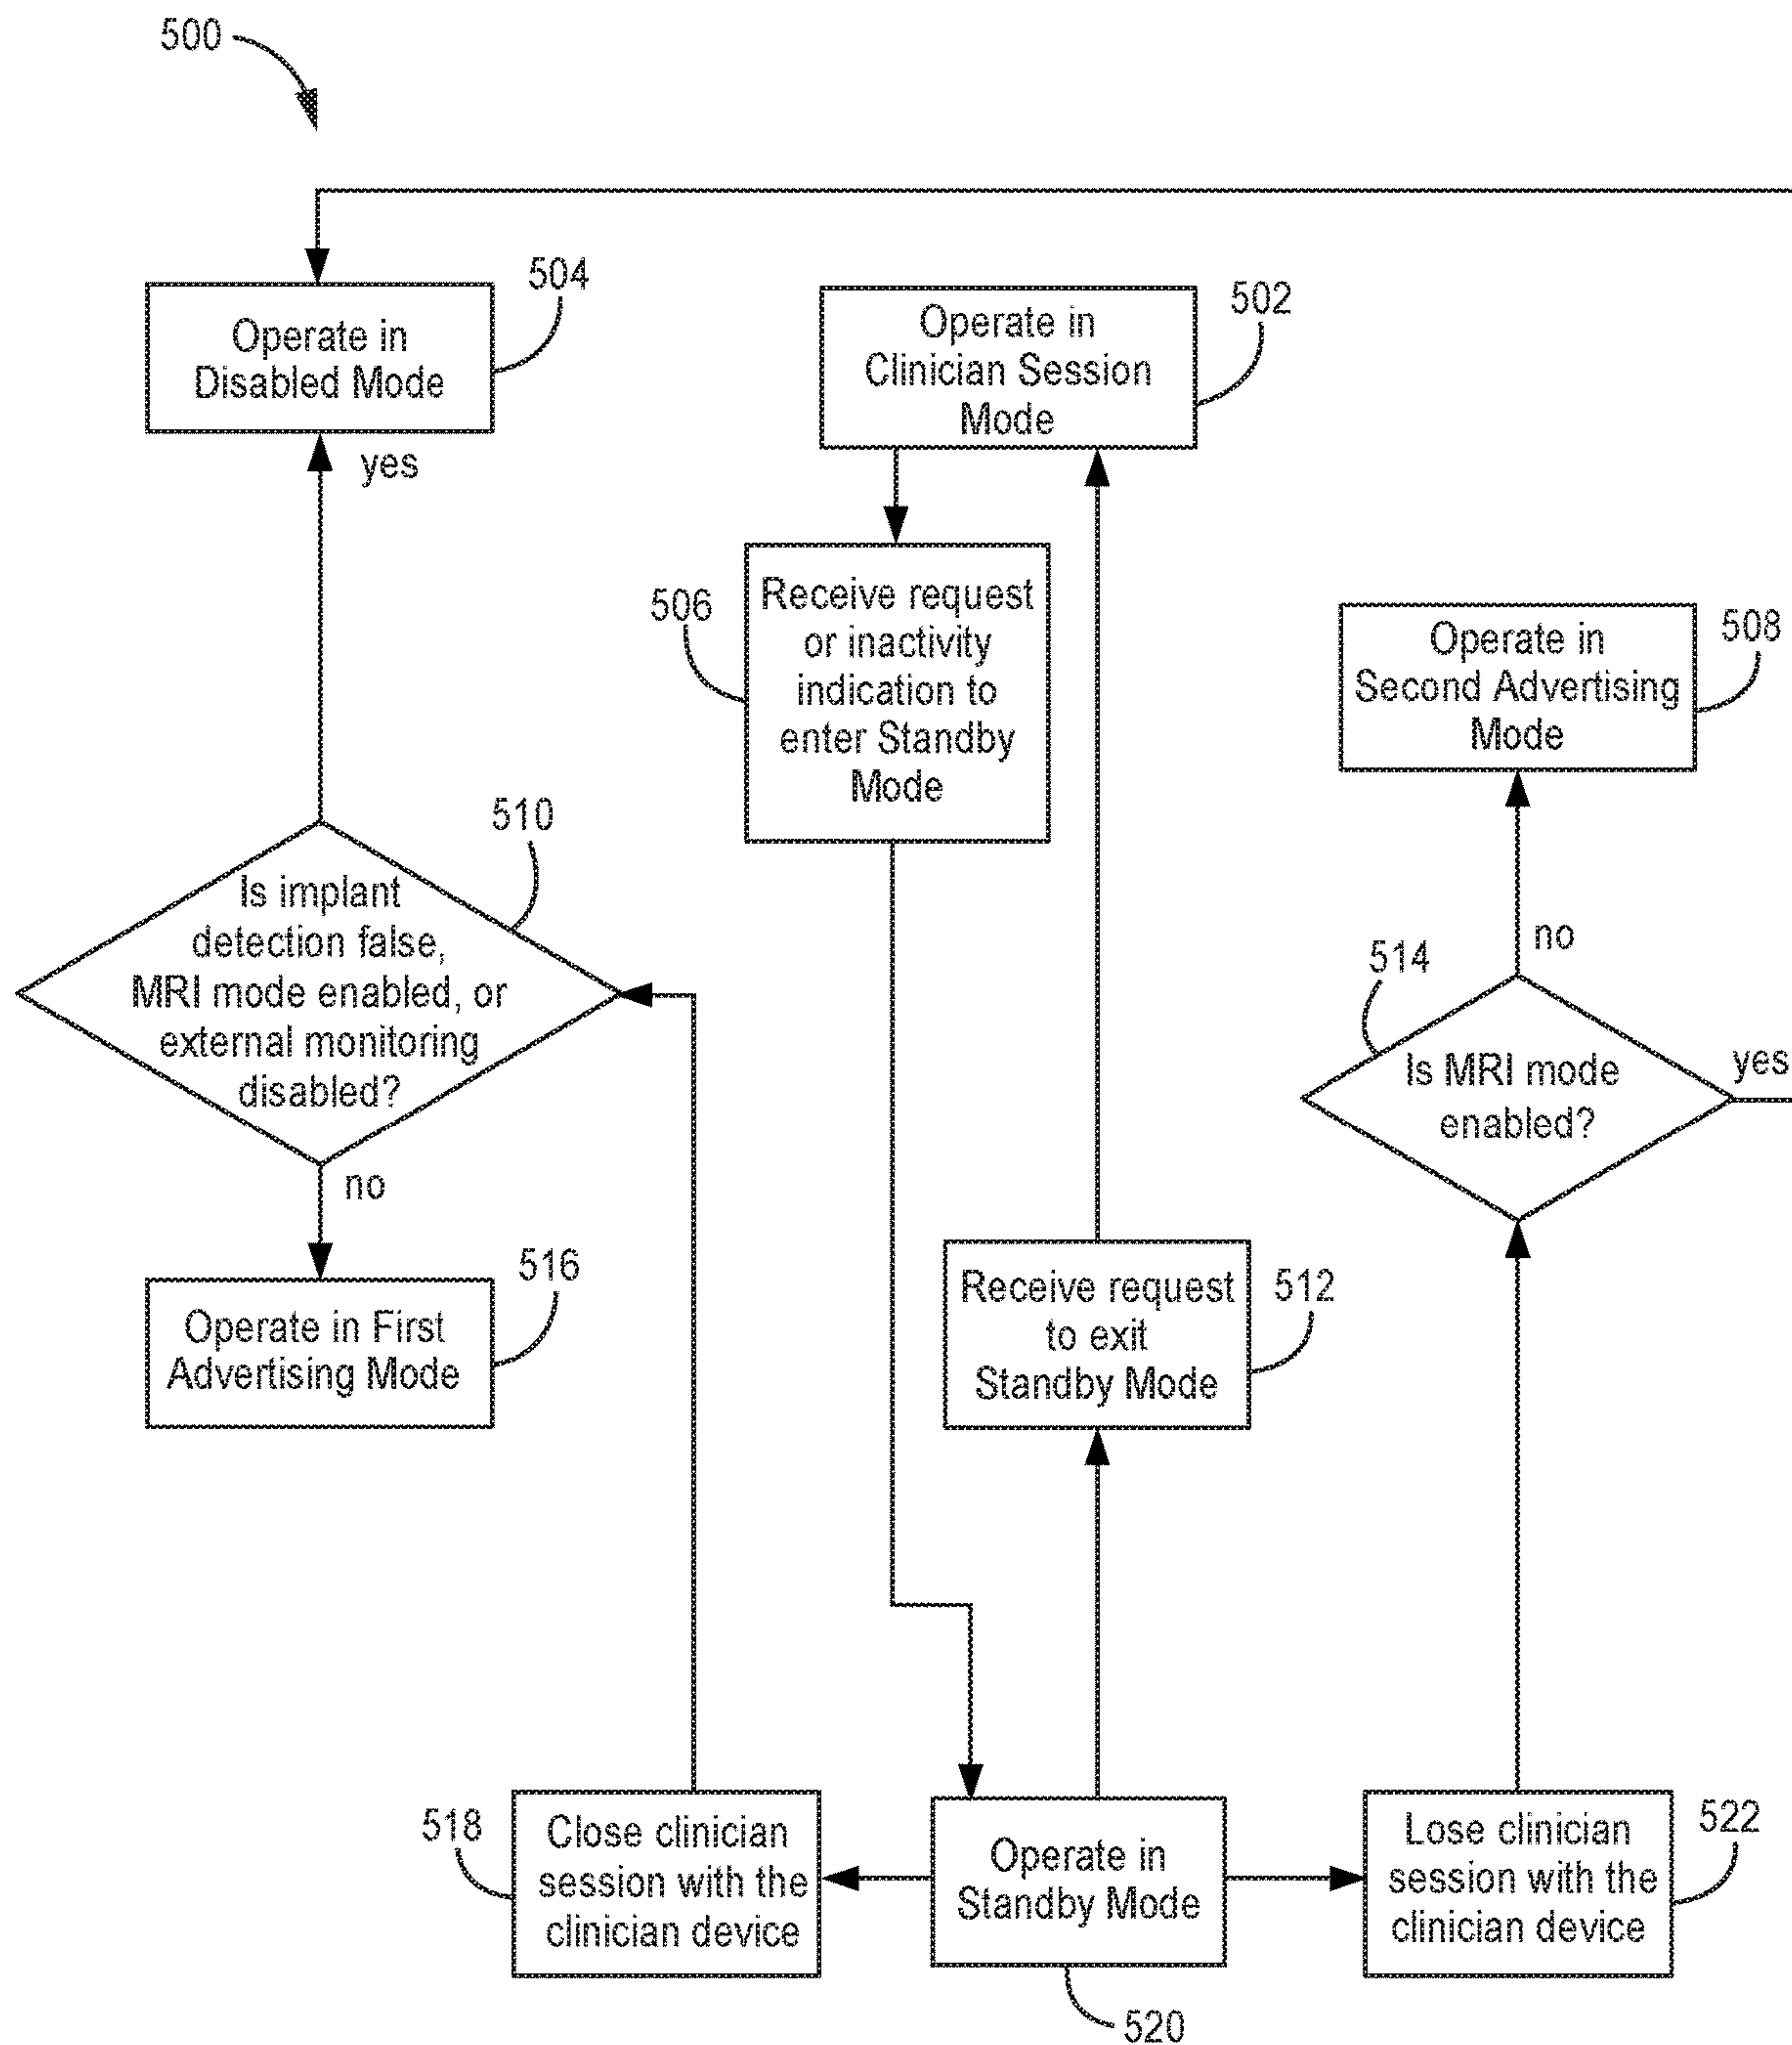 500
504
Operate in
Disabled Mode
502
Operate in
Clinician Session
Mode
yes
506
Receive request
or inactivity
indication to
enter Standby
Mode
508
Operate in
Second Advertising
Mode
510
Is implant
detection false,
MRI mode enabled, or
external monitoring
disabled?
no
514
Is MRI mode
enabled?
yes
no
516
Operate in First
Advertising Mode
512
Receive request
to exit
Standby Mode
518
Close clinician
session with the
clinician device
Operate in
Standby Mode
520
522
Lose clinician
session with the
clinician device